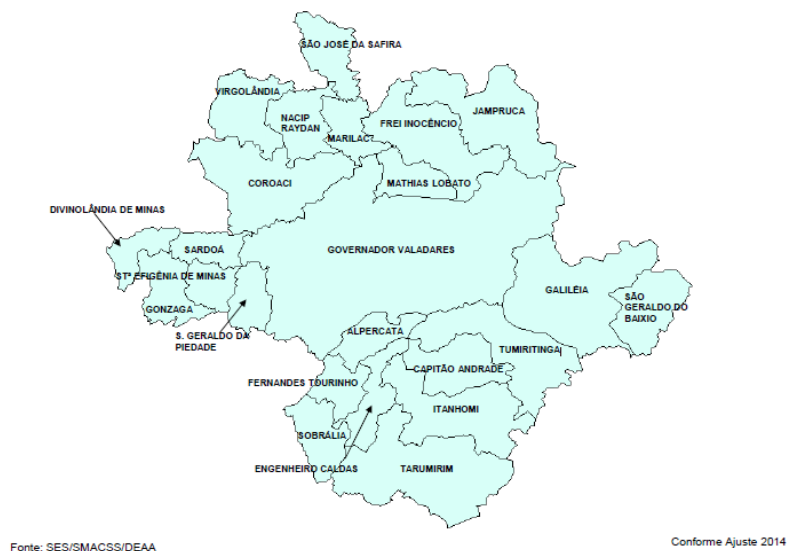 SÃO JOSÉ DA SAFIRA
VIRGOLÂNDIA
JAMPRUCA
NACIP
RAYDAN
FREI INOCÊNCIO
MARILAC
COROACI
MATHIAS LOBATO
DIVINOLÂNDIA DE MINAS
SARDOÁ
GOVERNADOR VALADARES
STª EFIGÊNIA DE MINAS
GALILÉIA
SÃO
GERALDO DO
BAIXIO
GONZAGA
S. GERALDO DA
PIEDADE
ALPERCATA
TUMIRITINGA
CAPITÃO ANDRADE
FERNANDES TOURINHO
ITANHOMI
SOBRÁLIA
ENGENHEIRO CALDAS
TARUMIRIM
Fonte: SES/SMACSS/DEAA
Conforme Ajuste 2014